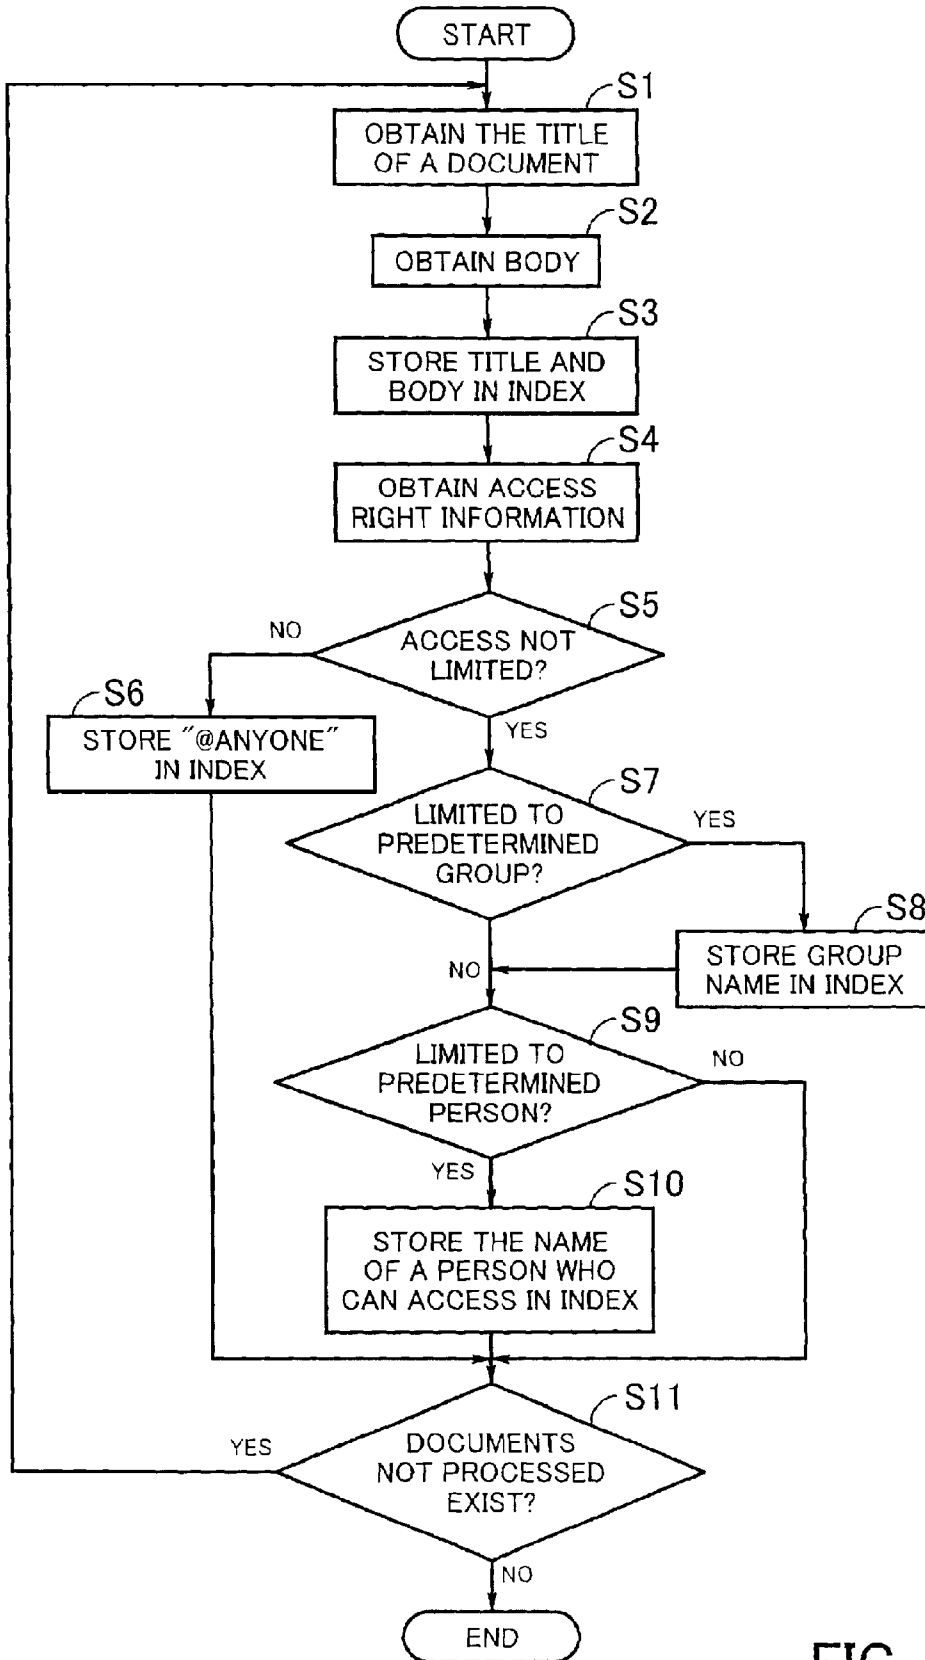 START
S1
OBTAIN THE TITLE
OF A DOCUMENT
S2
OBTAIN BODY
S3
STORE TITLE AND
BODY IN INDEX
S4
OBTAIN ACCESS
RIGHT INFORMATION
S5
ACCESS NOT
LIMITED?
NO
YES
S6
STORE "@ANYONE"
IN INDEX
S7
LIMITED TO
PREDETERMINED
GROUP?
YES
NO
S8
STORE GROUP
NAME IN INDEX
S9
LIMITED TO
PREDETERMINED
PERSON?
NO
YES
S10
STORE THE NAME
OF A PERSON WHO
CAN ACCESS IN INDEX
S11
DOCUMENTS
NOT PROCESSED
EXIST?
YES
NO
END